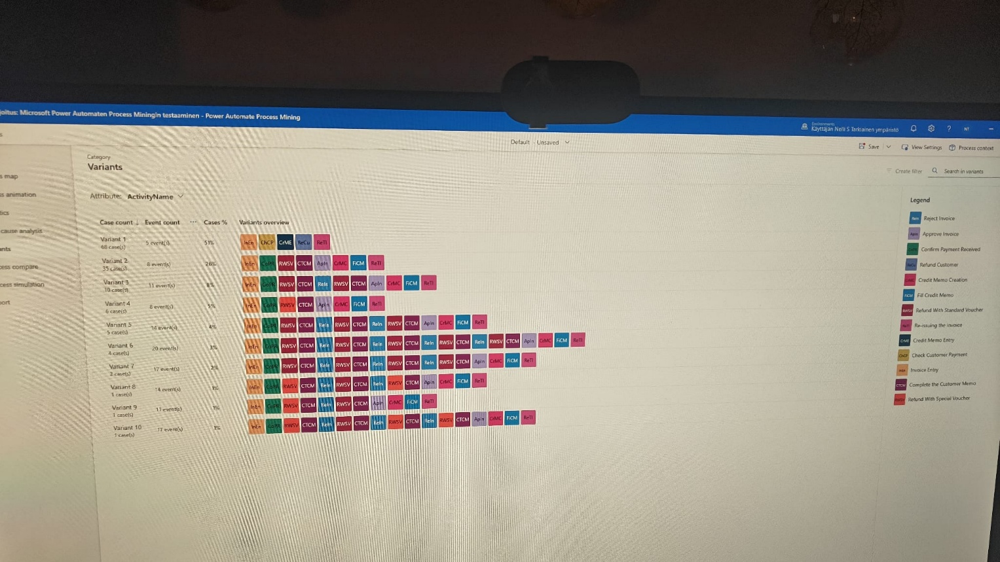 oitus: Microsoft Power Automaten Process Miningin testaaminen - Power Automate Process Mining
Environments
Käyttäjän Nelli S Tarkiainen ympäristö
?
NT
s
Default - Unsaved
Save
View Settings
Process context
Category
Variants
Create filter
Search in variants
s map
s animation
tics
cause analysis
nts
ess compare
cess simulation
port
Attribute: ActivityName
Case count ↓ Event count ... Cases % Variants overview
Variant 1
68 case(s)
5 event(s) 51% InEn ChCP CrME ReCu ReTI
Variant 2
35 case(s)
8 event(s) 26% InEn CoPR RWSV CTCM ApIn CrMC FiCM ReTI
Variant 3
10 case(s)
11 event(s) 8% InEn CoPR RWSV CTCM ReIn RWSV CTCM ApIn CrMC FiCM ReTI
Variant 4
6 case(s)
8 event(s) 5% InEn CoPR RWSV CTCM ApIn CrMC FiCM ReTI
Variant 5
5 case(s)
14 event(s) 4% InEn CoPR RWSV CTCM ReIn RWSV CTCM ReIn RWSV CTCM ApIn CrMC FiCM ReTI
Variant 6
4 case(s)
20 event(s) 3% InEn CoPR RWSV CTCM ReIn RWSV CTCM ReIn RWSV CTCM ReIn RWSV CTCM ReIn RWSV CTCM ApIn CrMC FiCM ReTI
Variant 7
2 case(s)
17 event(s) 2% InEn CoPR RWSV CTCM ReIn RWSV CTCM ReIn RWSV CTCM ReIn RWSV CTCM ApIn CrMC FiCM ReTI
Variant 8
1 case(s)
14 event(s) 1% InEn CoPR RWSV CTCM ReIn RWSV CTCM ReIn RWSV CTCM ApIn CrMC FiCM ReTI
Variant 9
1 case(s)
11 event(s) 1% InEn CoPR RWSV CTCM ReIn RWSV CTCM ApIn CrMC FiCM ReTI
Variant 10
1 case(s)
17 event(s) 1% InEn CoPR RWSV CTCM ReIn RWSV CTCM ReIn RWSV CTCM ReIn RWSV CTCM ApIn CrMC FiCM ReTI
Legend
ReIn Reject Invoice
ApIn Approve Invoice
CoPR Confirm Payment Received
ReCu Refund Customer
CrMC Credit Memo Creation
FiCM Fill Credit Memo
RWSV Refund With Standard Voucher
ReTI Re-issuing the invoice
CrME Credit Memo Entry
ChCP Check Customer Payment
InEn Invoice Entry
CTCM Complete the Customer Memo
RWSV Refund With Special Voucher